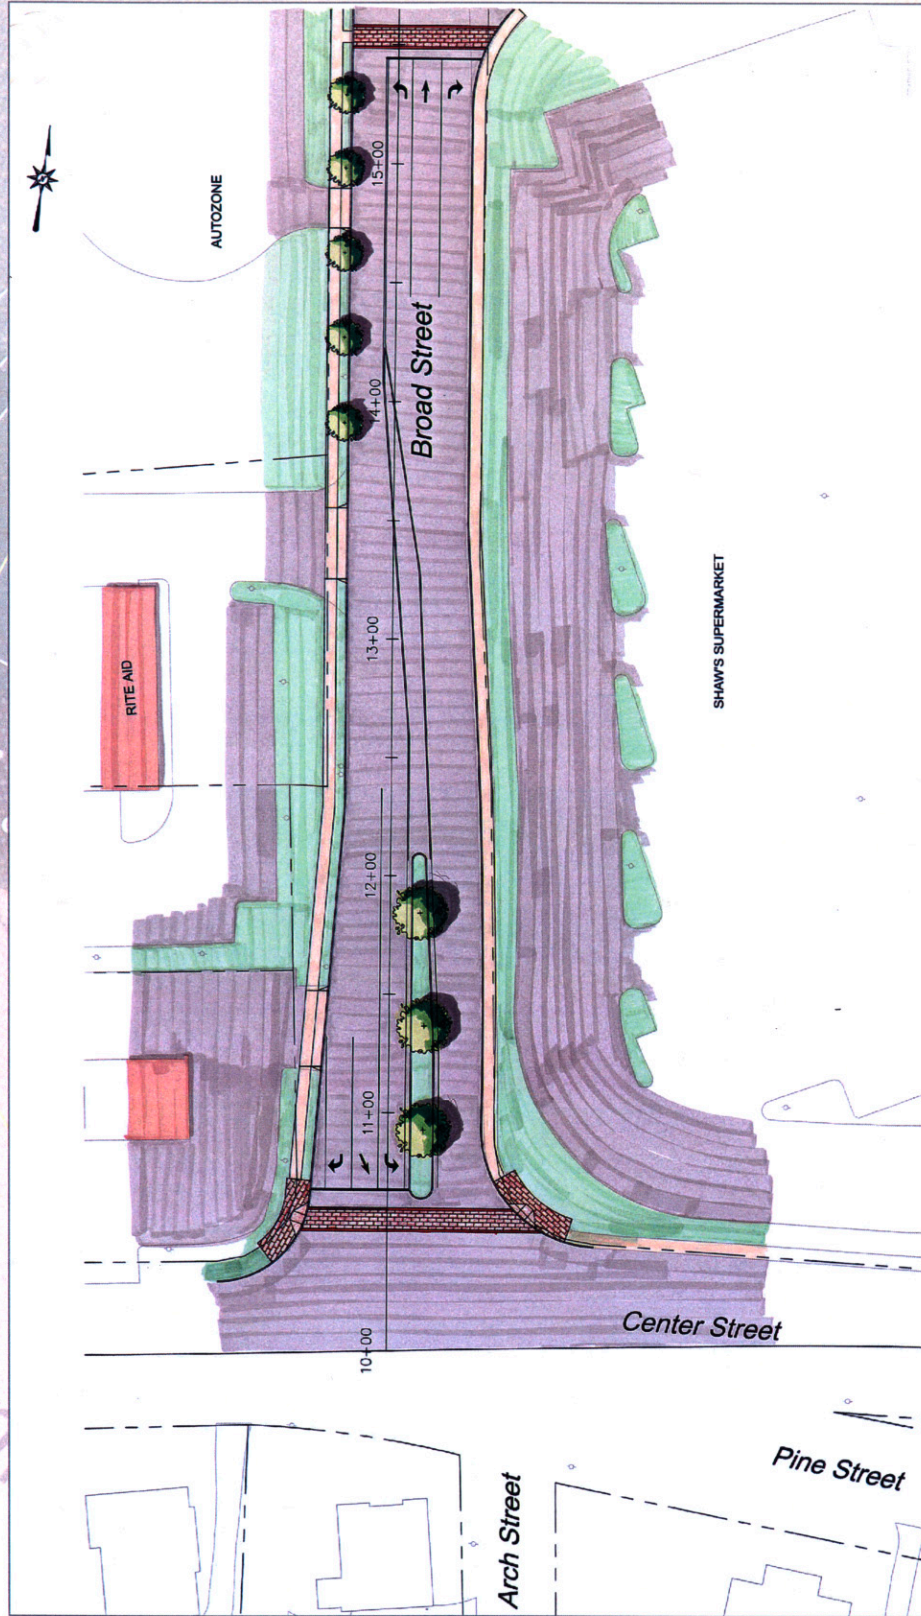 AUTOZONE
15+00
Broad Street
14+00
SHAW'S SUPERMARKET
13+00
RITE AID
12+00
11+00
Center Street
10+00
Pine Street
Arch Street